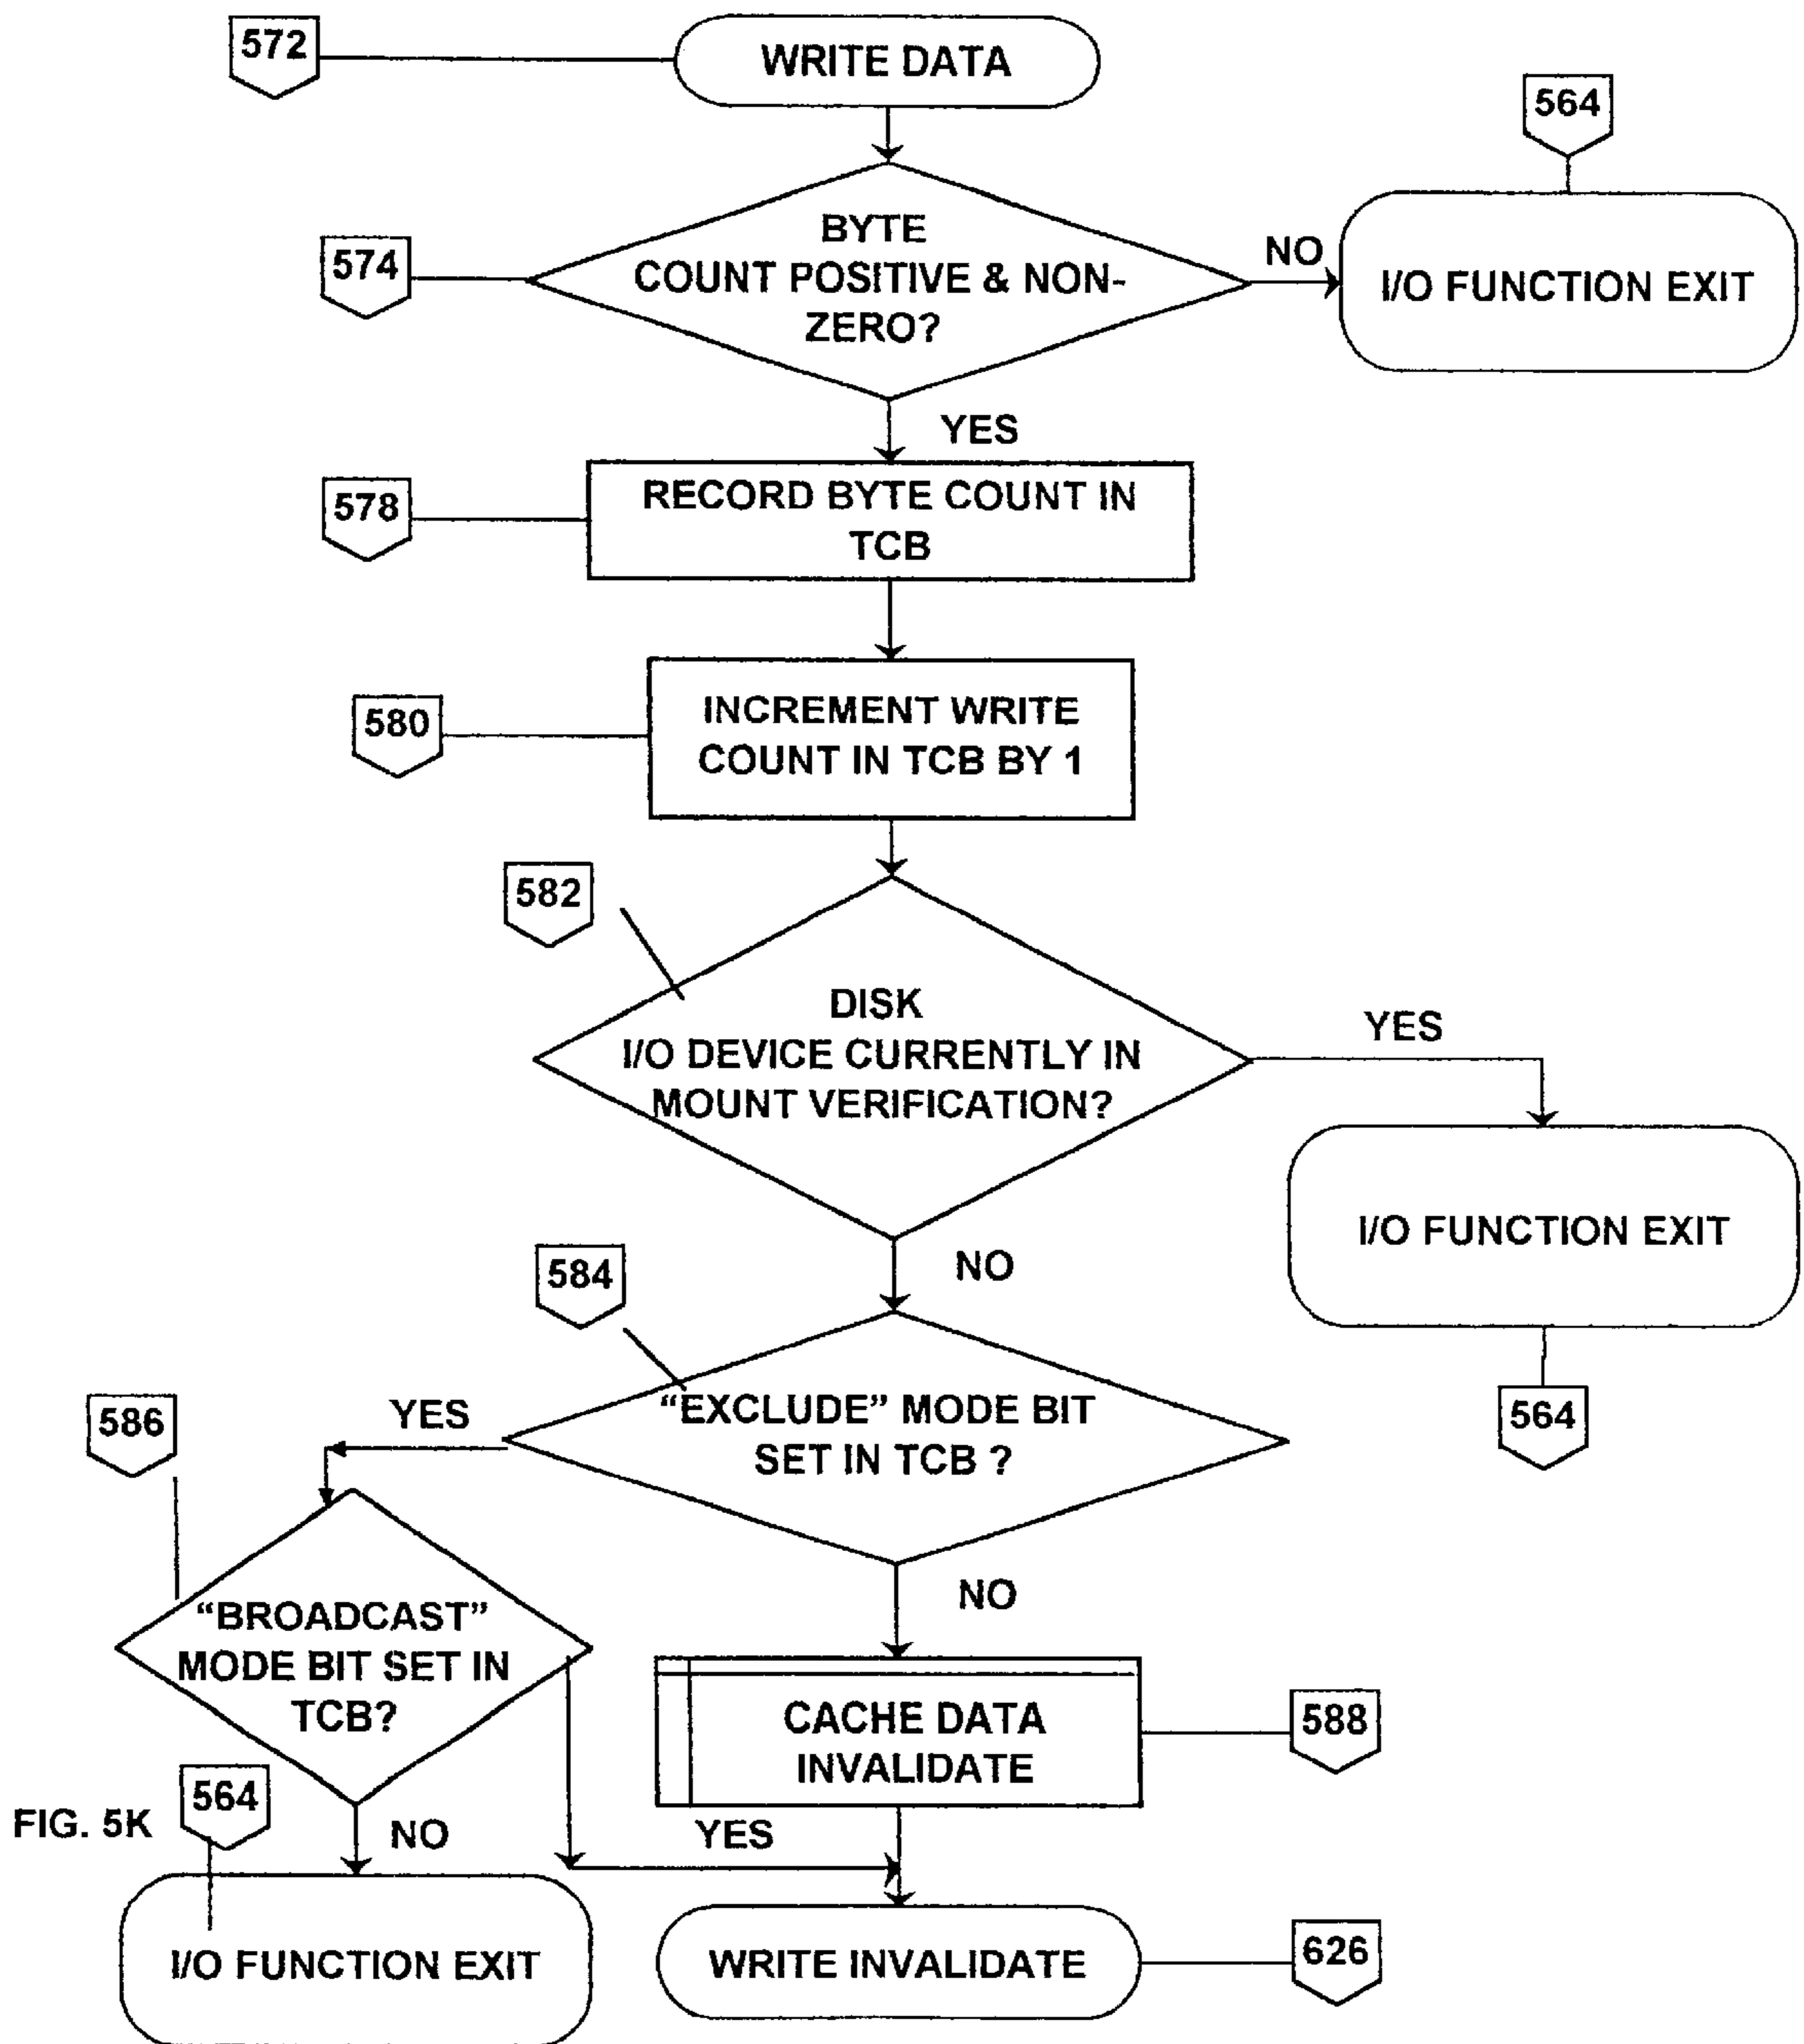 572
WRITE DATA
564
574
BYTE
COUNT POSITIVE & NON-
ZERO?
NO
I/O FUNCTION EXIT
YES
578
RECORD BYTE COUNT IN
TCB
580
INCREMENT WRITE
COUNT IN TCB BY 1
582
DISK
I/O DEVICE CURRENTLY IN
MOUNT VERIFICATION?
YES
I/O FUNCTION EXIT
564
NO
584
“EXCLUDE” MODE BIT
SET IN TCB ?
YES
586
“BROADCAST”
MODE BIT SET IN
TCB?
NO
CACHE DATA
INVALIDATE
588
FIG. 5K
564
NO
YES
I/O FUNCTION EXIT
WRITE INVALIDATE
626